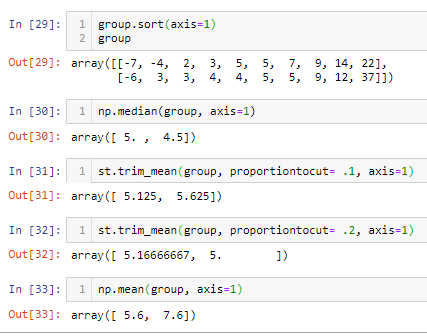 In [29]: 1 group.sort(axis=1)
2 group
Out[29]: array([[-7, -4, 2, 3, 5, 5, 7, 9, 14, 22],
[-6, 3, 3, 4, 4, 5, 5, 9, 12, 37]])
In [30]: 1 np.median(group, axis=1)
Out[30]: array([ 5. , 4.5])
In [31]: 1 st.trim_mean(group, proportiontocut= .1, axis=1)
Out[31]: array([ 5.125, 5.625])
In [32]: 1 st.trim_mean(group, proportiontocut= .2, axis=1)
Out[32]: array([ 5.16666667, 5. ])
In [33]: 1 np.mean(group, axis=1)
Out[33]: array([ 5.6, 7.6])